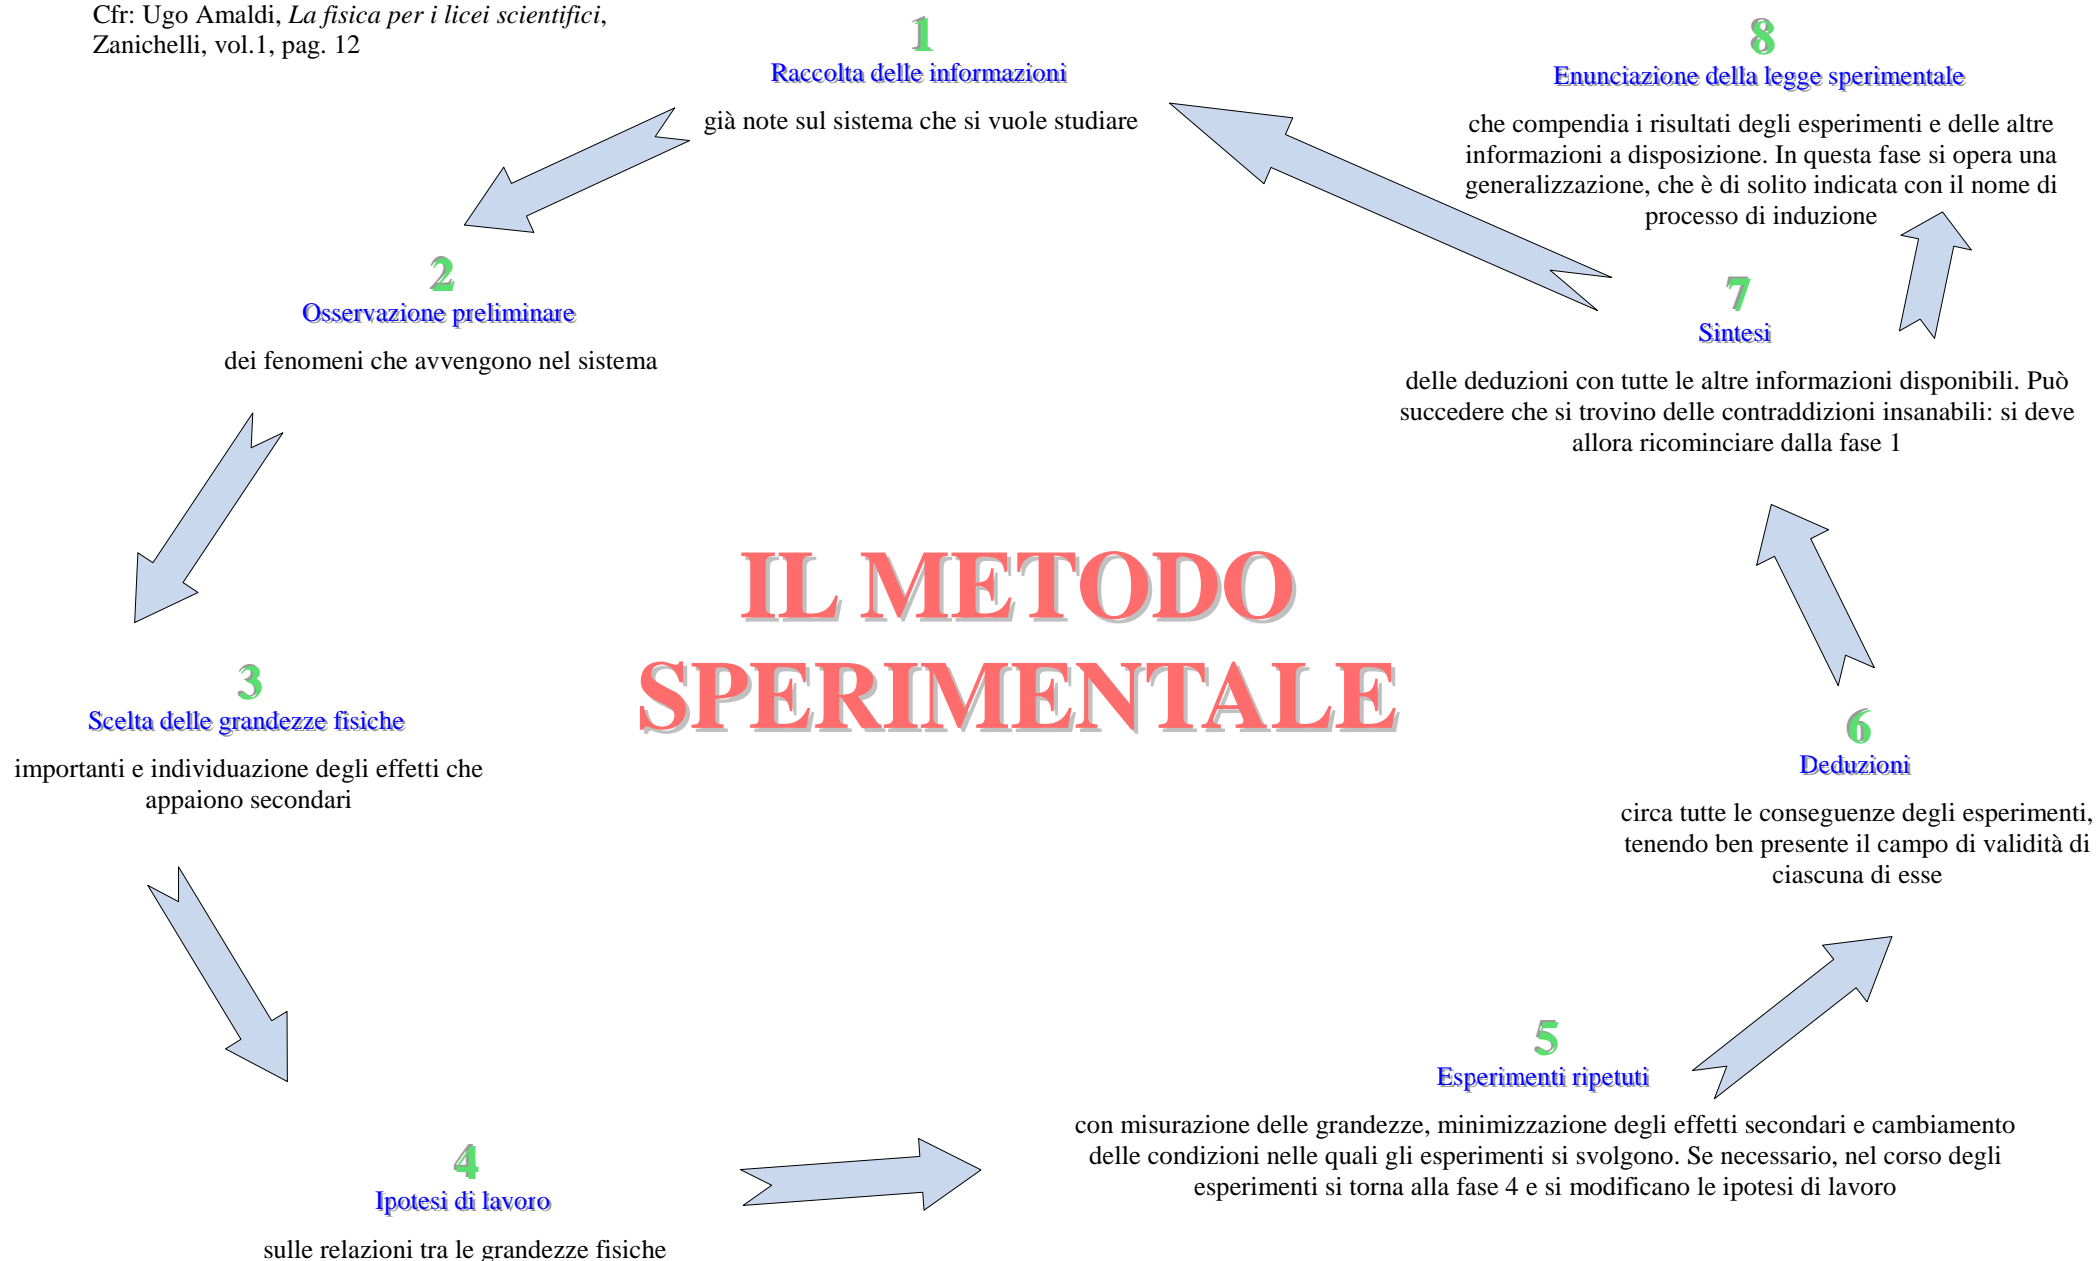 Cfr: Ugo Amaldi, La fisica per i licei scientifici,
Zanichelli, vol.1, pag. 12
1
Raccolta delle informazioni
già note sul sistema che si vuole studiare
2
Osservazione preliminare
dei fenomeni che avvengono nel sistema
3
Scelta delle grandezze fisiche
importanti e individuazione degli effetti che
appaiono secondari
4
Ipotesi di lavoro
sulle relazioni tra le grandezze fisiche
5
Esperimenti ripetuti
con misurazione delle grandezze, minimizzazione degli effetti secondari e cambiamento
delle condizioni nelle quali gli esperimenti si svolgono. Se necessario, nel corso degli
esperimenti si torna alla fase 4 e si modificano le ipotesi di lavoro
6
Deduzioni
circa tutte le conseguenze degli esperimenti,
tenendo ben presente il campo di validità di
ciascuna di esse
7
Sintesi
delle deduzioni con tutte le altre informazioni disponibili. Può
succedere che si trovino delle contraddizioni insanabili: si deve
allora ricominciare dalla fase 1
8
Enunciazione della legge sperimentale
che compendia i risultati degli esperimenti e delle altre
informazioni a disposizione. In questa fase si opera una
generalizzazione, che è di solito indicata con il nome di
processo di induzione
IL METODO
SPERIMENTALE